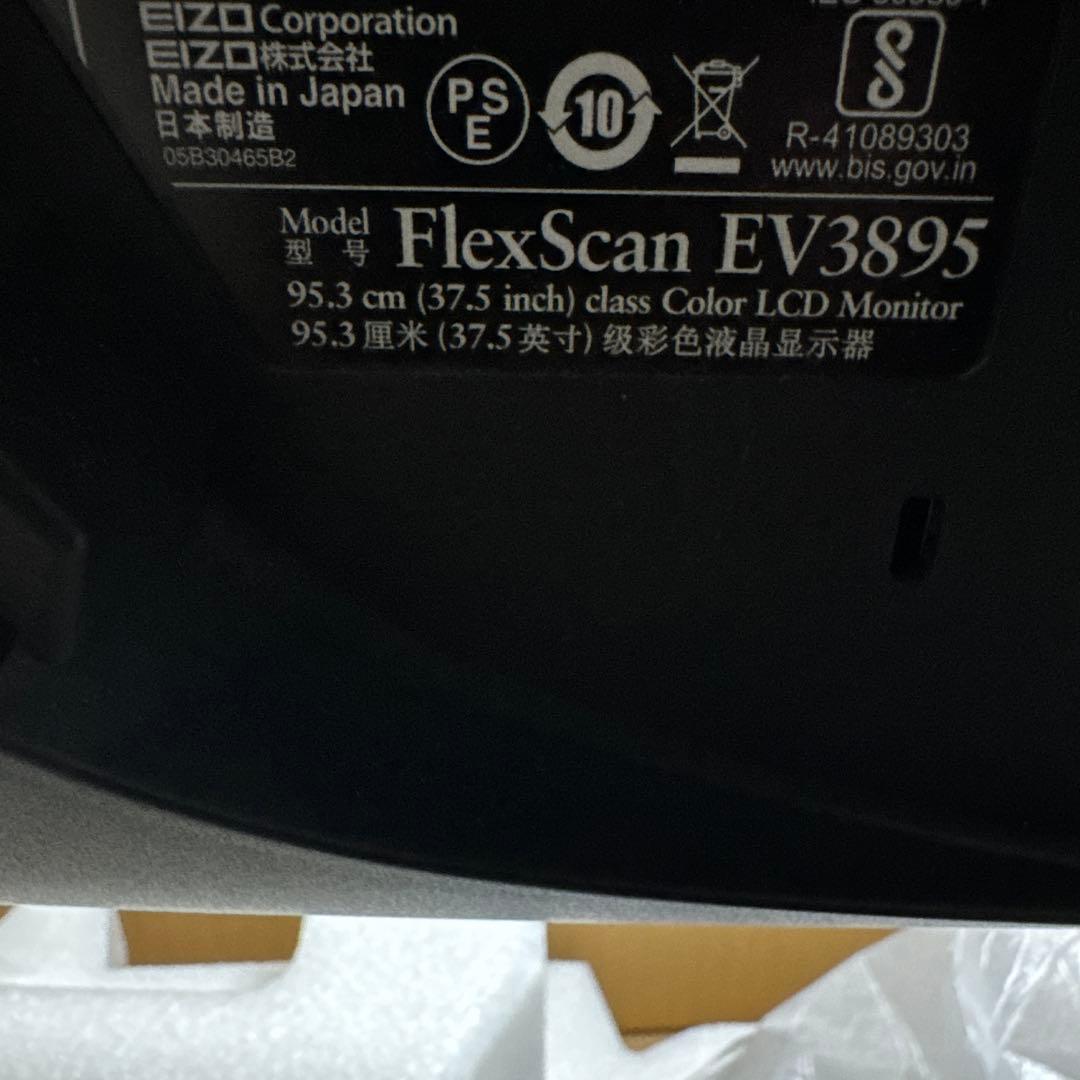 EIZO Corporation
EIZO株式会社
Made in Japan
日本制造
05B30465B2
PSE
10
R-41089303
www.bis.gov.in
Model
型号
FlexScan EV3895
95.3 cm (37.5 inch) class Color LCD Monitor
95.3厘米 (37.5英寸) 级彩色液晶显示器